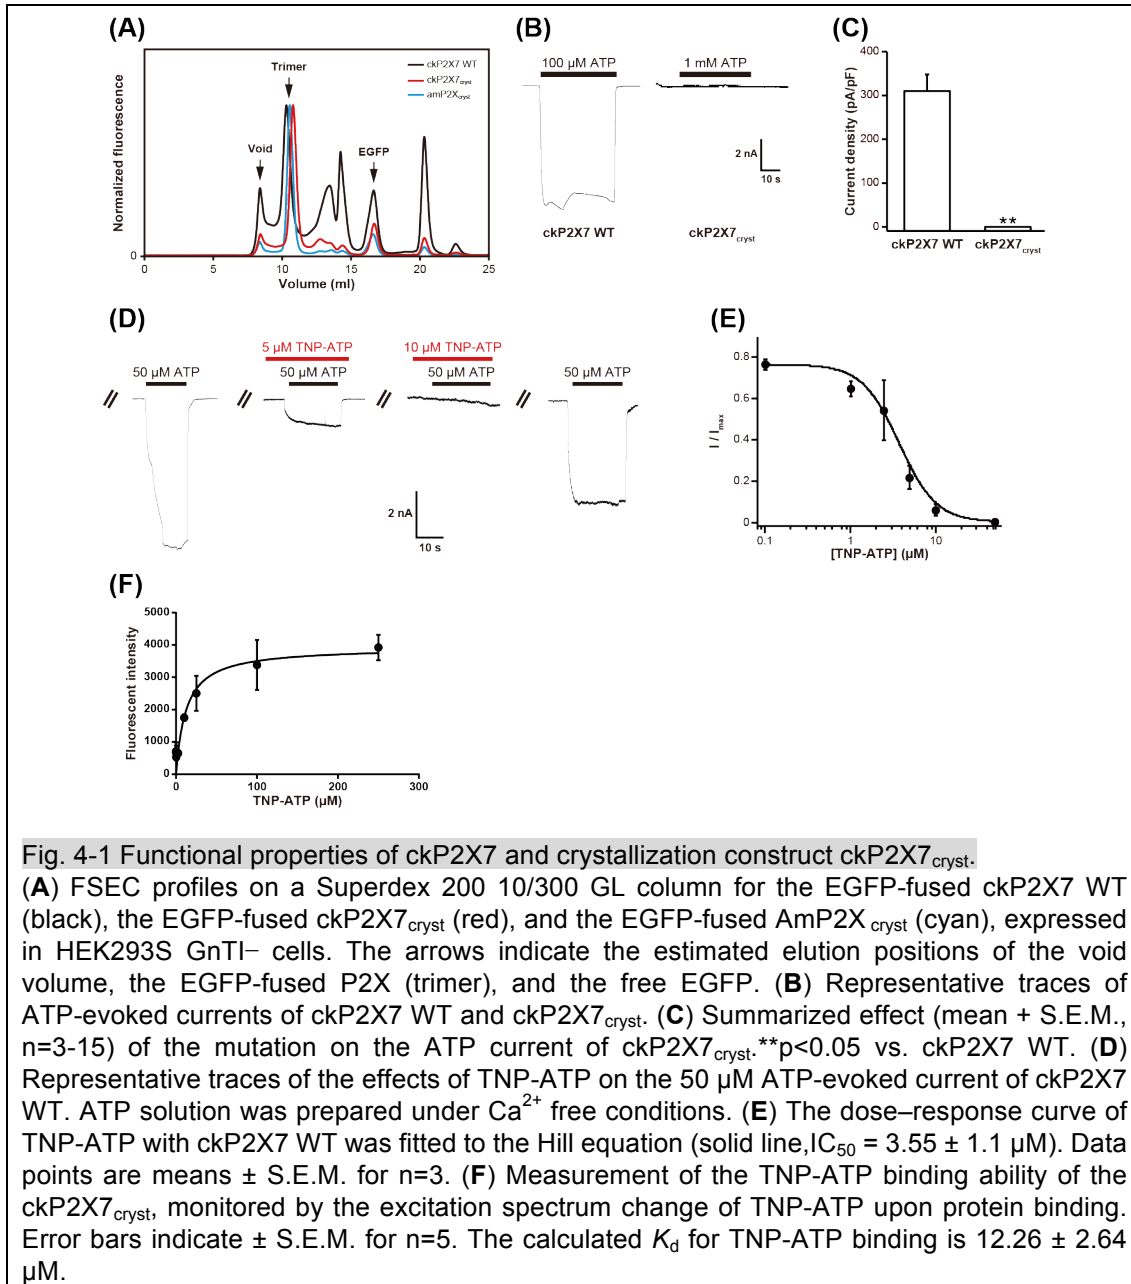 (A)
Normalized fluorescence
0
Void
Trimer
EGFP
ckP2X7 WT
ckP2X7cryst
amP2Xcryst
0 5 10 15 20 25
Volume (ml)
(B)
100 µM ATP
1 mM ATP
2 nA
10 s
ckP2X7 WT
ckP2X7cryst
(C)
Current density (pA/pF)
400
300
200
100
0
**
ckP2X7 WT
ckP2X7cryst
(D)
5 µM TNP-ATP
10 µM TNP-ATP
50 µM ATP
50 µM ATP
50 µM ATP
50 µM ATP
2 nA
10 s
(E)
I / Imax
0.8
0.6
0.4
0.2
0
0.1 1 10
[TNP-ATP] (µM)
(F)
Fluorescent intensity
5000
4000
3000
2000
1000
0
0 100 200 300
TNP-ATP (µM)
Fig. 4-1 Functional properties of ckP2X7 and crystallization construct ckP2X7cryst.
(A) FSEC profiles on a Superdex 200 10/300 GL column for the EGFP-fused ckP2X7 WT
(black), the EGFP-fused ckP2X7cryst (red), and the EGFP-fused AmP2X cryst (cyan), expressed
in HEK293S GnTI− cells. The arrows indicate the estimated elution positions of the void
volume, the EGFP-fused P2X (trimer), and the free EGFP. (B) Representative traces of
ATP-evoked currents of ckP2X7 WT and ckP2X7cryst. (C) Summarized effect (mean + S.E.M.,
n=3-15) of the mutation on the ATP current of ckP2X7cryst.**p<0.05 vs. ckP2X7 WT. (D)
Representative traces of the effects of TNP-ATP on the 50 µM ATP-evoked current of ckP2X7
WT. ATP solution was prepared under Ca2+ free conditions. (E) The dose–response curve of
TNP-ATP with ckP2X7 WT was fitted to the Hill equation (solid line,IC50 = 3.55 ± 1.1 µM). Data
points are means ± S.E.M. for n=3. (F) Measurement of the TNP-ATP binding ability of the
ckP2X7cryst, monitored by the excitation spectrum change of TNP-ATP upon protein binding.
Error bars indicate ± S.E.M. for n=5. The calculated Kd for TNP-ATP binding is 12.26 ± 2.64
µM.